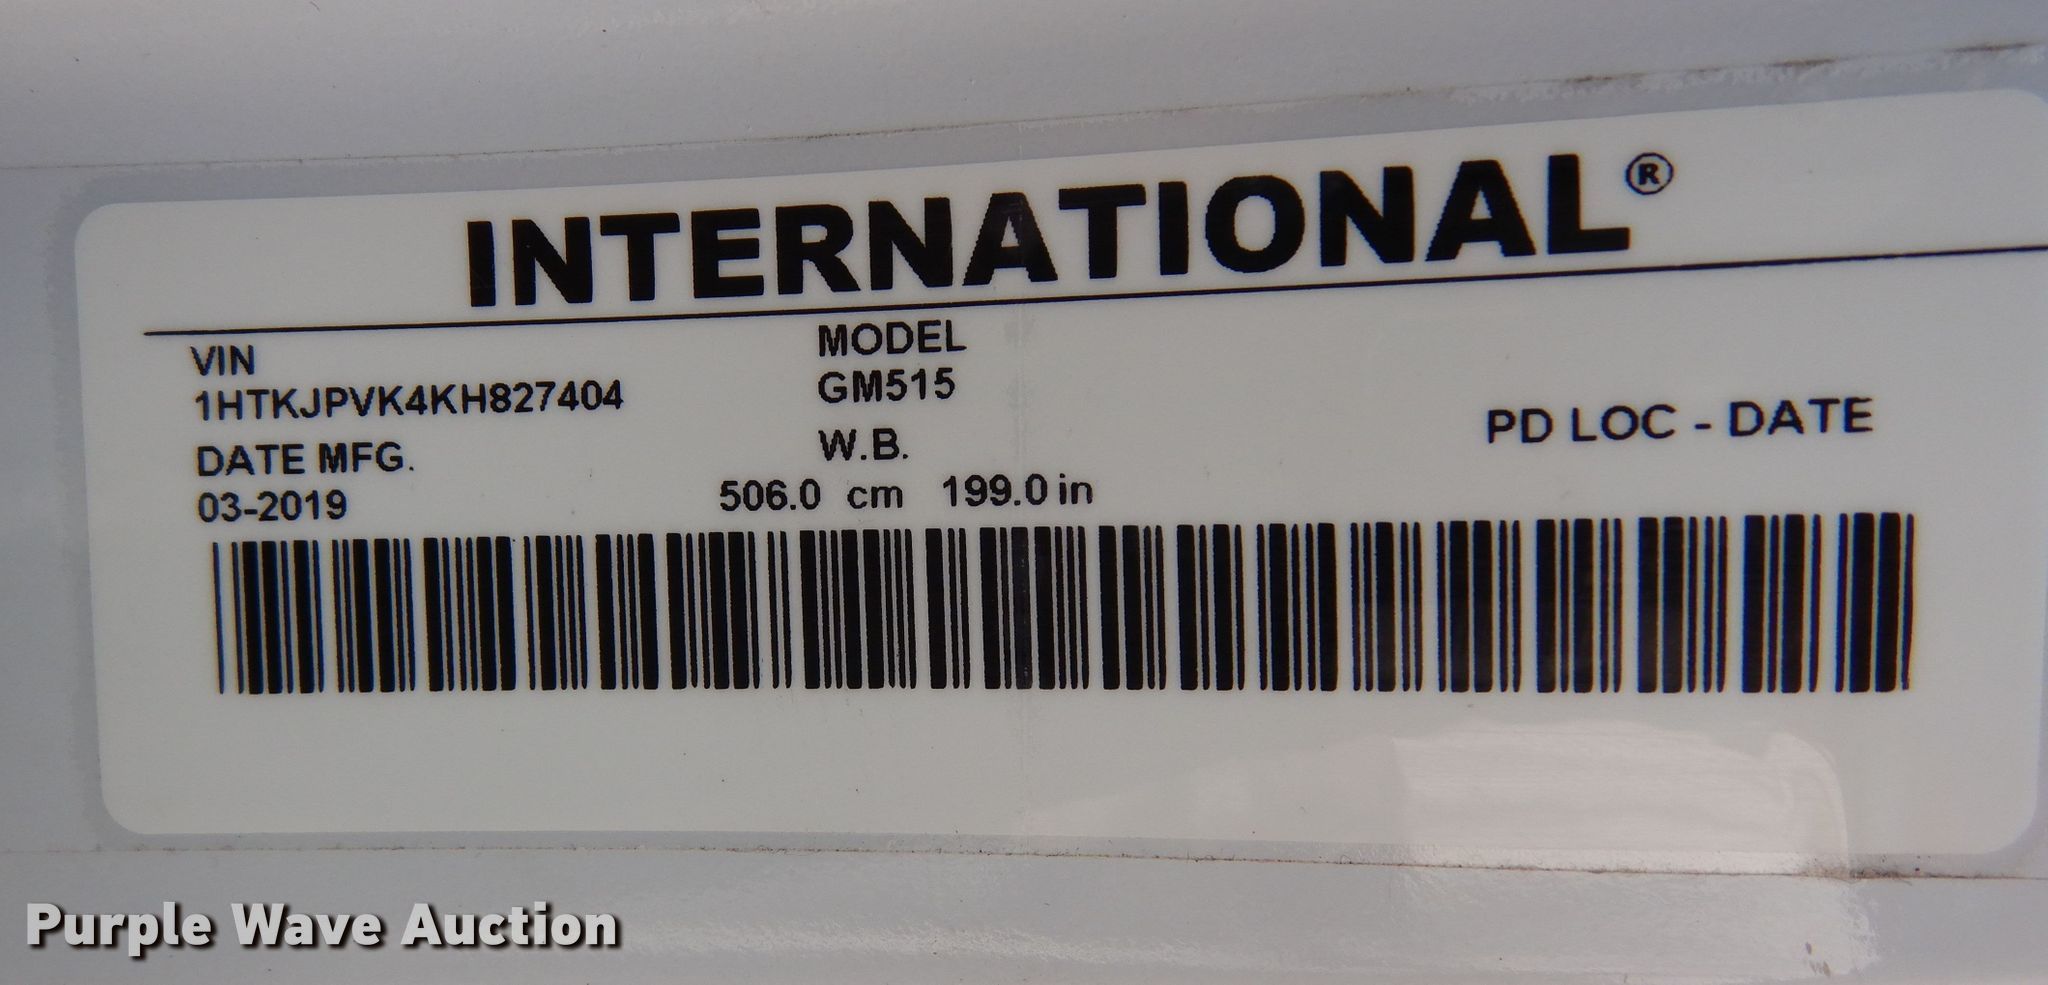 INTERNATIONAL®
VIN
1HTKJPVK4KH827404
MODEL
GM515
DATE MFG.
03-2019
W.B.
506.0 cm 199.0 in
PD LOC - DATE
Purple Wave Auction